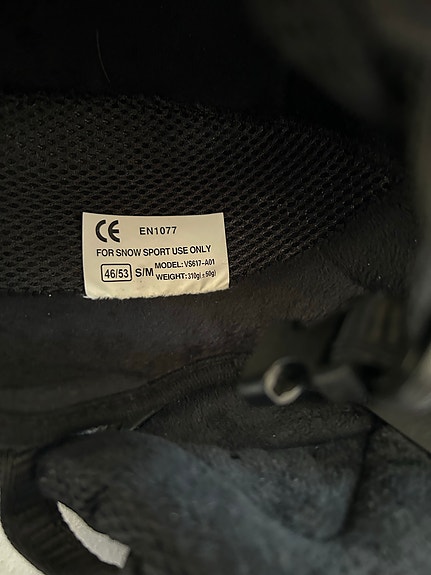 CE EN1077
FOR SNOW SPORT USE ONLY
46/53 S/M MODEL: VS617-A01
WEIGHT: 310g(±50g)